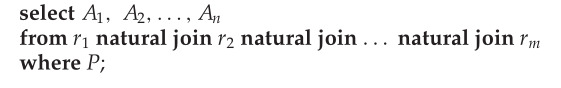 select A₁, A₂, . . . , Aₙ
from r₁ natural join r₂ natural join . . . natural join rₘ
where P;